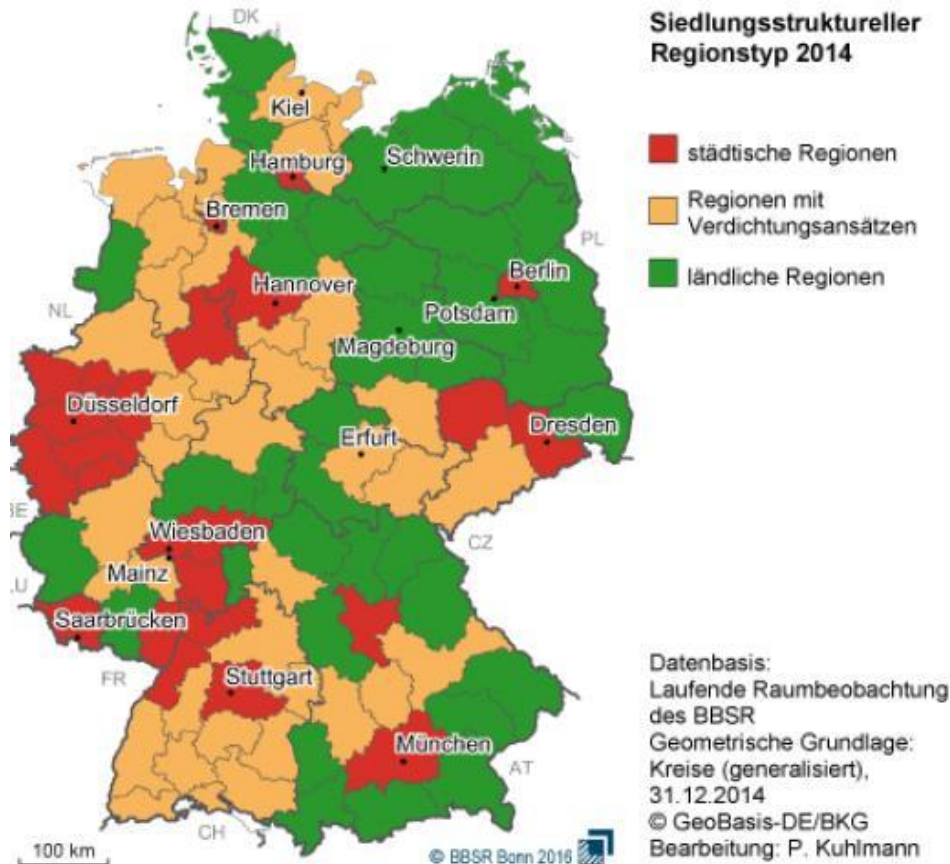 Siedlungsstruktureller
Regionstyp 2014
städtische Regionen
Regionen mit
Verdichtungsansätzen
ländliche Regionen
DK
Kiel
Hamburg
Schwerin
Bremen
PL
Berlin
Hannover
NL
Potsdam
Magdeburg
Düsseldorf
Dresden
Erfurt
BE
Wiesbaden
CZ
Mainz
LU
Saarbrücken
FR
Stuttgart
München
AT
CH
100 km
© BBSR Bonn 2016
Datenbasis:
Laufende Raumbeobachtung
des BBSR
Geometrische Grundlage:
Kreise (generalisiert),
31.12.2014
© GeoBasis-DE/BKG
Bearbeitung: P. Kuhlmann